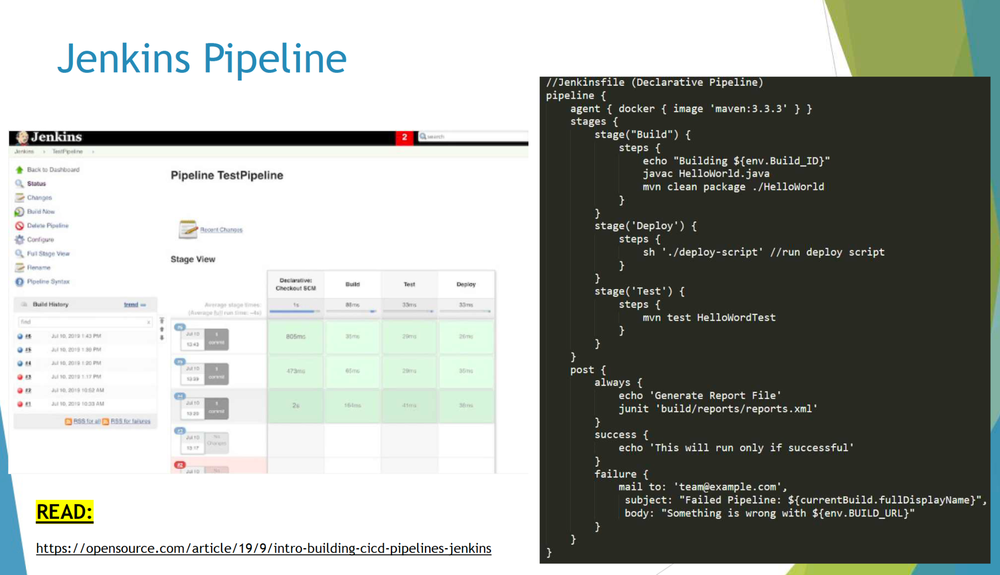 Jenkins Pipeline
Jenkins
2
search
Jenkins > TestPipeline >
Back to Dashboard
Status
Changes
Build Now
Delete Pipeline
Configure
Full Stage View
Rename
Pipeline Syntax
Build History trend
find x
#6 Jul 10, 2019 1:43 PM
#5 Jul 10, 2019 1:39 PM
#4 Jul 10, 2019 1:20 PM
#3 Jul 10, 2019 1:17 PM
#2 Jul 10, 2019 10:52 AM
#1 Jul 10, 2019 10:33 AM
RSS for all RSS for failures
Pipeline TestPipeline
Recent Changes
Stage View
Declarative: Checkout SCM Build Test Deploy
Average stage times: 1s 88ms 33ms 33ms
(Average full run time: ~4s)
#6
Jul 10 1
13:43 commit
805ms 35ms 29ms 26ms
#5
Jul 10 1
13:39 commit
473ms 65ms 29ms 35ms
#4
Jul 10 1
13:20 commit
2s 164ms 41ms 38ms
#3
Jul 10 No
13:17 Changes
#2
Jul 10 No
READ:
https://opensource.com/article/19/9/intro-building-cicd-pipelines-jenkins
//Jenkinsfile (Declarative Pipeline)
pipeline {
agent { docker { image 'maven:3.3.3' } }
stages {
stage("Build") {
steps {
echo "Building ${env.Build_ID}"
javac HelloWorld.java
mvn clean package ./HelloWorld
}
}
stage('Deploy') {
steps {
sh './deploy-script' //run deploy script
}
}
stage('Test') {
steps {
mvn test HelloWordTest
}
}
}
post {
always {
echo 'Generate Report File'
junit 'build/reports/reports.xml'
}
success {
echo 'This will run only if successful'
}
failure {
mail to: 'team@example.com',
subject: "Failed Pipeline: ${currentBuild.fullDisplayName}",
body: "Something is wrong with ${env.BUILD_URL}"
}
}
}